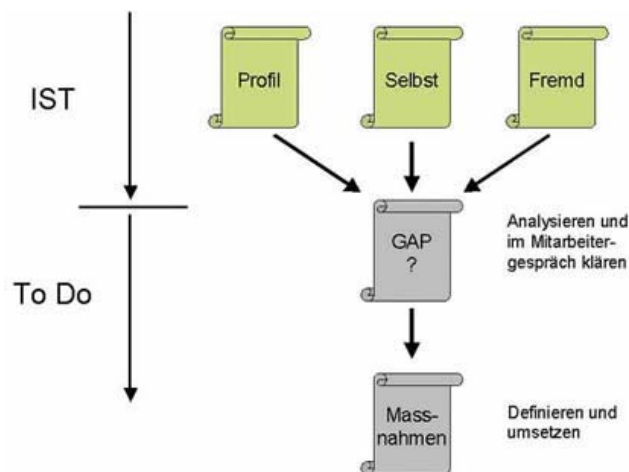 IST
Profil
Selbst
Fremd
GAP
?
Analysieren und
im Mitarbeiter-
gespräch klären
To Do
Mass-
nahmen
Definieren und
umsetzen